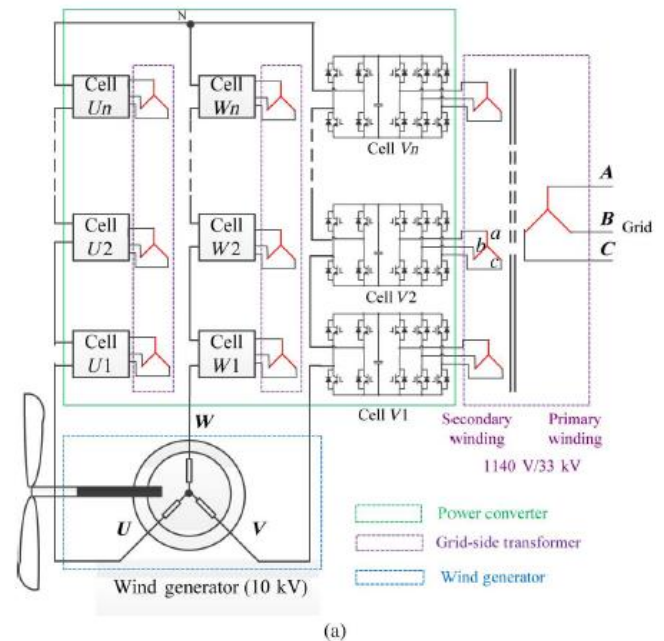 N
Cell
Un
Cell
Wn
Cell Vn
A
B
Grid
C
Cell
U2
Cell
W2
a
b
c
Cell V2
Cell
U1
Cell
W1
Cell V1
W
Secondary
winding
Primary
winding
1140 V/33 kV
U
V
Power converter
Grid-side transformer
Wind generator
Wind generator (10 kV)
(a)